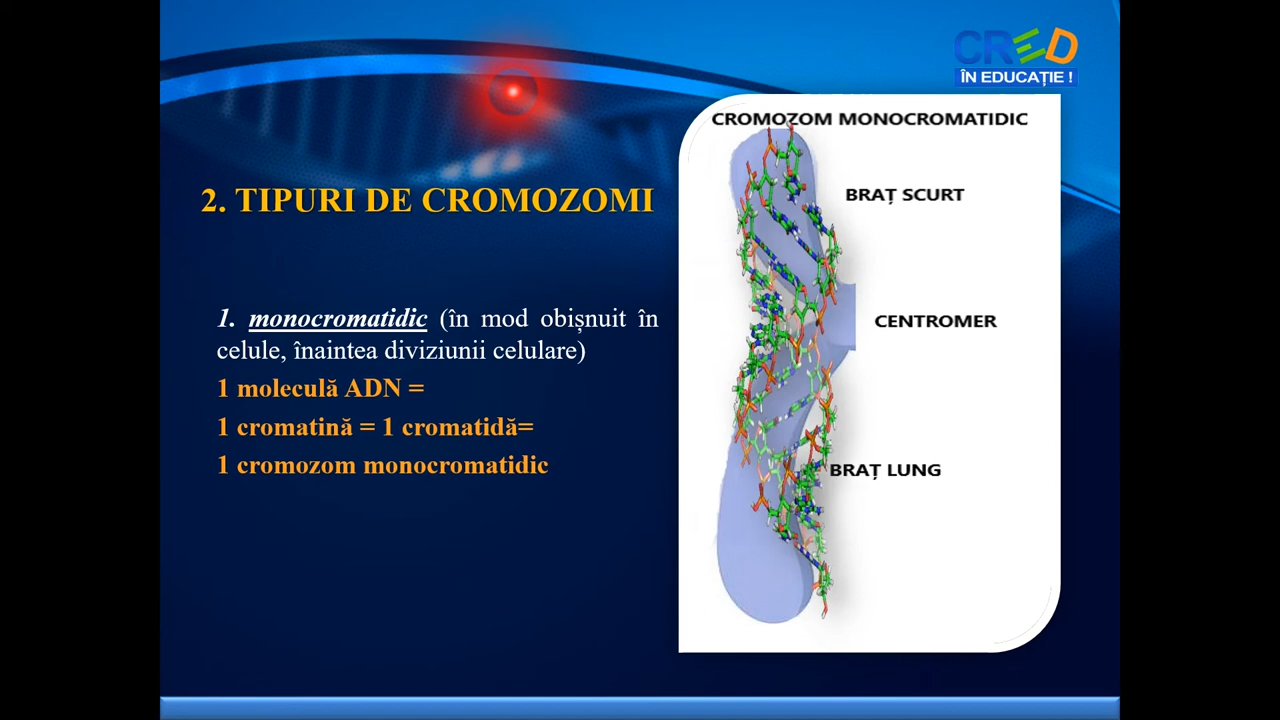 CRED
ÎN EDUCAȚIE !
CROMOZOM MONOCROMATIDIC
BRAȚ SCURT
2. TIPURI DE CROMOZOMI
1. monocromatidic (în mod obișnuit în
celule, înaintea diviziunii celulare)
CENTROMER
1 moleculă ADN =
1 cromatină = 1 cromatidă=
1 cromozom monocromatidic
BRAȚ LUNG